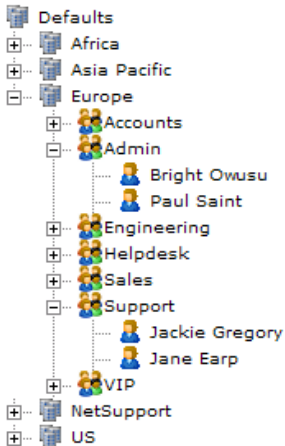 Defaults
Africa
Asia Pacific
Europe
Accounts
Admin
Bright Owusu
Paul Saint
Engineering
Helpdesk
Sales
Support
Jackie Gregory
Jane Earp
VIP
NetSupport
US